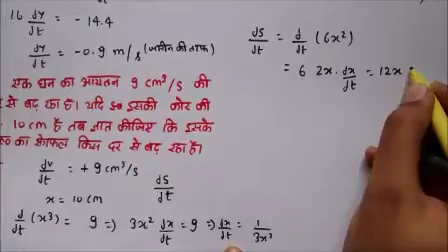 16 dy/dt = -14.4
dy/dt = -0.9 m/s (जमीन की तरफ)
एक घन का आयतन 9 cm³/s की
से बढ़ रहा है। यदि इसकी कोर की
10 cm है तब ज्ञात कीजिए कि इसके
किस दर से बढ़ रहा है।
dv/dt = +9 cm³/s
x = 10 cm
dS/dt
d/dt (x3) = 9 => 3x² dx/dt = 9 => dx/dt = 1/3x²
dS/dt = d/dt (6x²)
= 6 2x. dx/dt = 12x